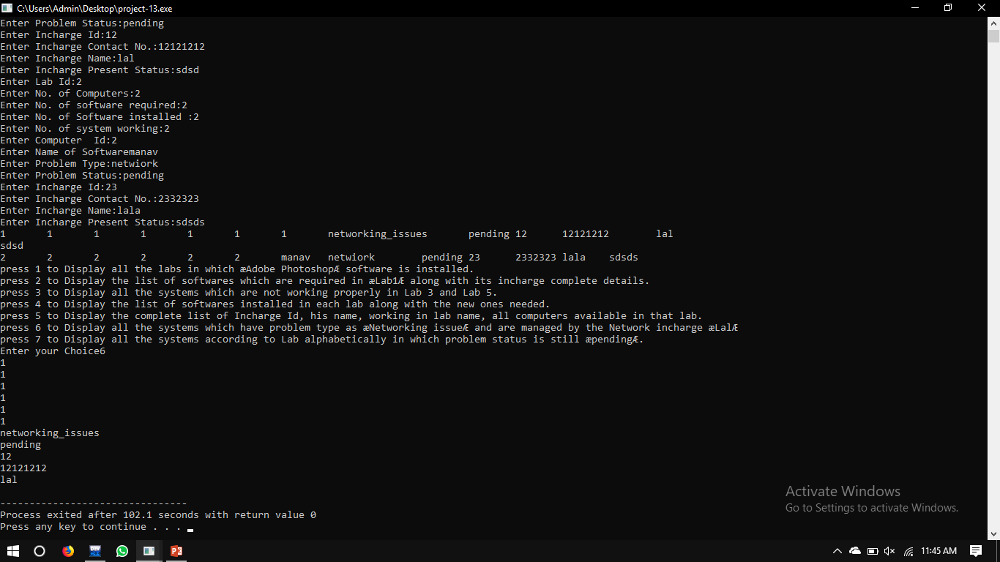 C:\Users\Admin\Desktop\project-13.exe
Enter Problem Status:pending
Enter Incharge Id:12
Enter Incharge Contact No.:12121212
Enter Incharge Name:lal
Enter Incharge Present Status:sdsd
Enter Lab Id:2
Enter No. of Computers:2
Enter No. of software required:2
Enter No. of Software installed :2
Enter No. of system working:2
Enter Computer  Id:2
Enter Name of Softwaremanav
Enter Problem Type:netwiork
Enter Problem Status:pending
Enter Incharge Id:23
Enter Incharge Contact No.:2332323
Enter Incharge Name:lala
Enter Incharge Present Status:sdsds
1       1       1       1       1       1       1       networking_issues       pending 12      12121212        lal
sdsd
2       2       2       2       2       2       manav   netwiork        pending 23      2332323 lala    sdsds
press 1 to Display all the labs in which æAdobe PhotoshopÆ software is installed.
press 2 to Display the list of softwares which are required in æLab1Æ along with its incharge complete details.
press 3 to Display all the systems which are not working properly in Lab 3 and Lab 5.
press 4 to Display the list of softwares installed in each lab along with the new ones needed.
press 5 to Display the complete list of Incharge Id, his name, working in lab name, all computers available in that lab.
press 6 to Display all the systems which have problem type as æNetworking issueÆ and are managed by the Network incharge æLalÆ
press 7 to Display all the systems according to Lab alphabetically in which problem status is still æpendingÆ.
Enter your Choice6
1
1
1
1
1
1
networking_issues
pending
12
12121212
lal
--------------------------------
Process exited after 102.1 seconds with return value 0
Press any key to continue . . .
Activate Windows
Go to Settings to activate Windows.
DEV
11:45 AM